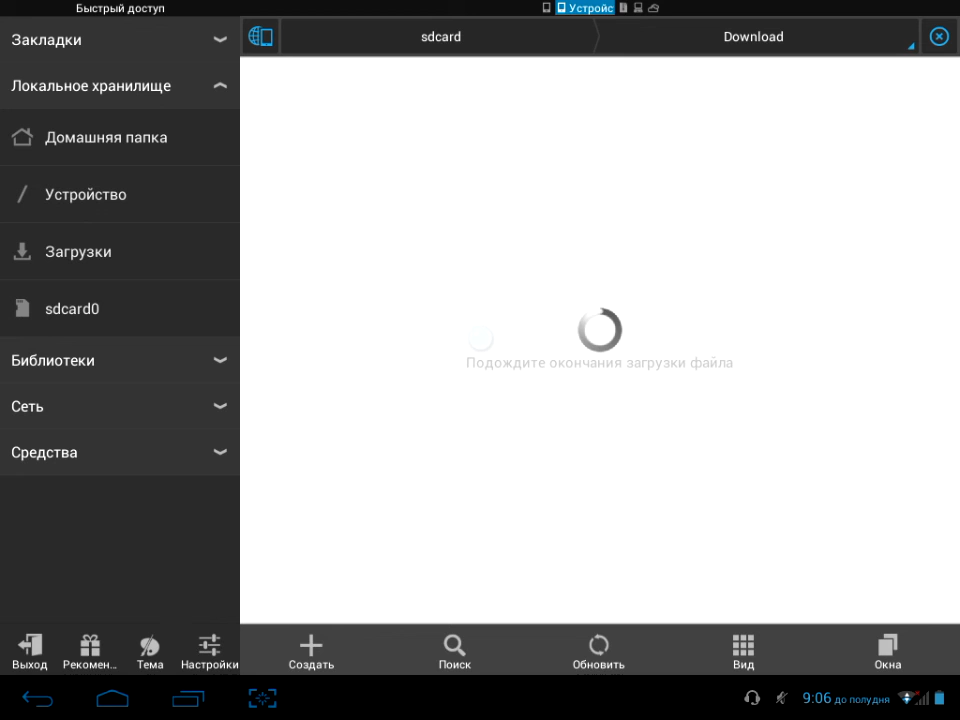 Быстрый доступ
Устройс
Закладки
Локальное хранилище
Домашняя папка
Устройство
Загрузки
sdcard0
Библиотеки
Сеть
Средства
Выход
Рекомен...
Тема
Настройки
sdcard
Download
Подождите окончания загрузки файла
Создать
Поиск
Обновить
Вид
Окна
9:06 до полудня